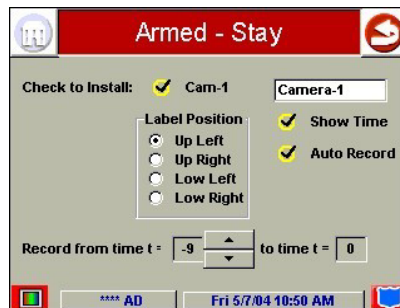 Armed - Stay
Check to Install: Cam-1 Camera-1
Label Position
Up Left
Up Right
Low Left
Low Right
Show Time
Auto Record
Record from time t = -9 to time t = 0
**** AD Fri 5/7/04 10:50 AM